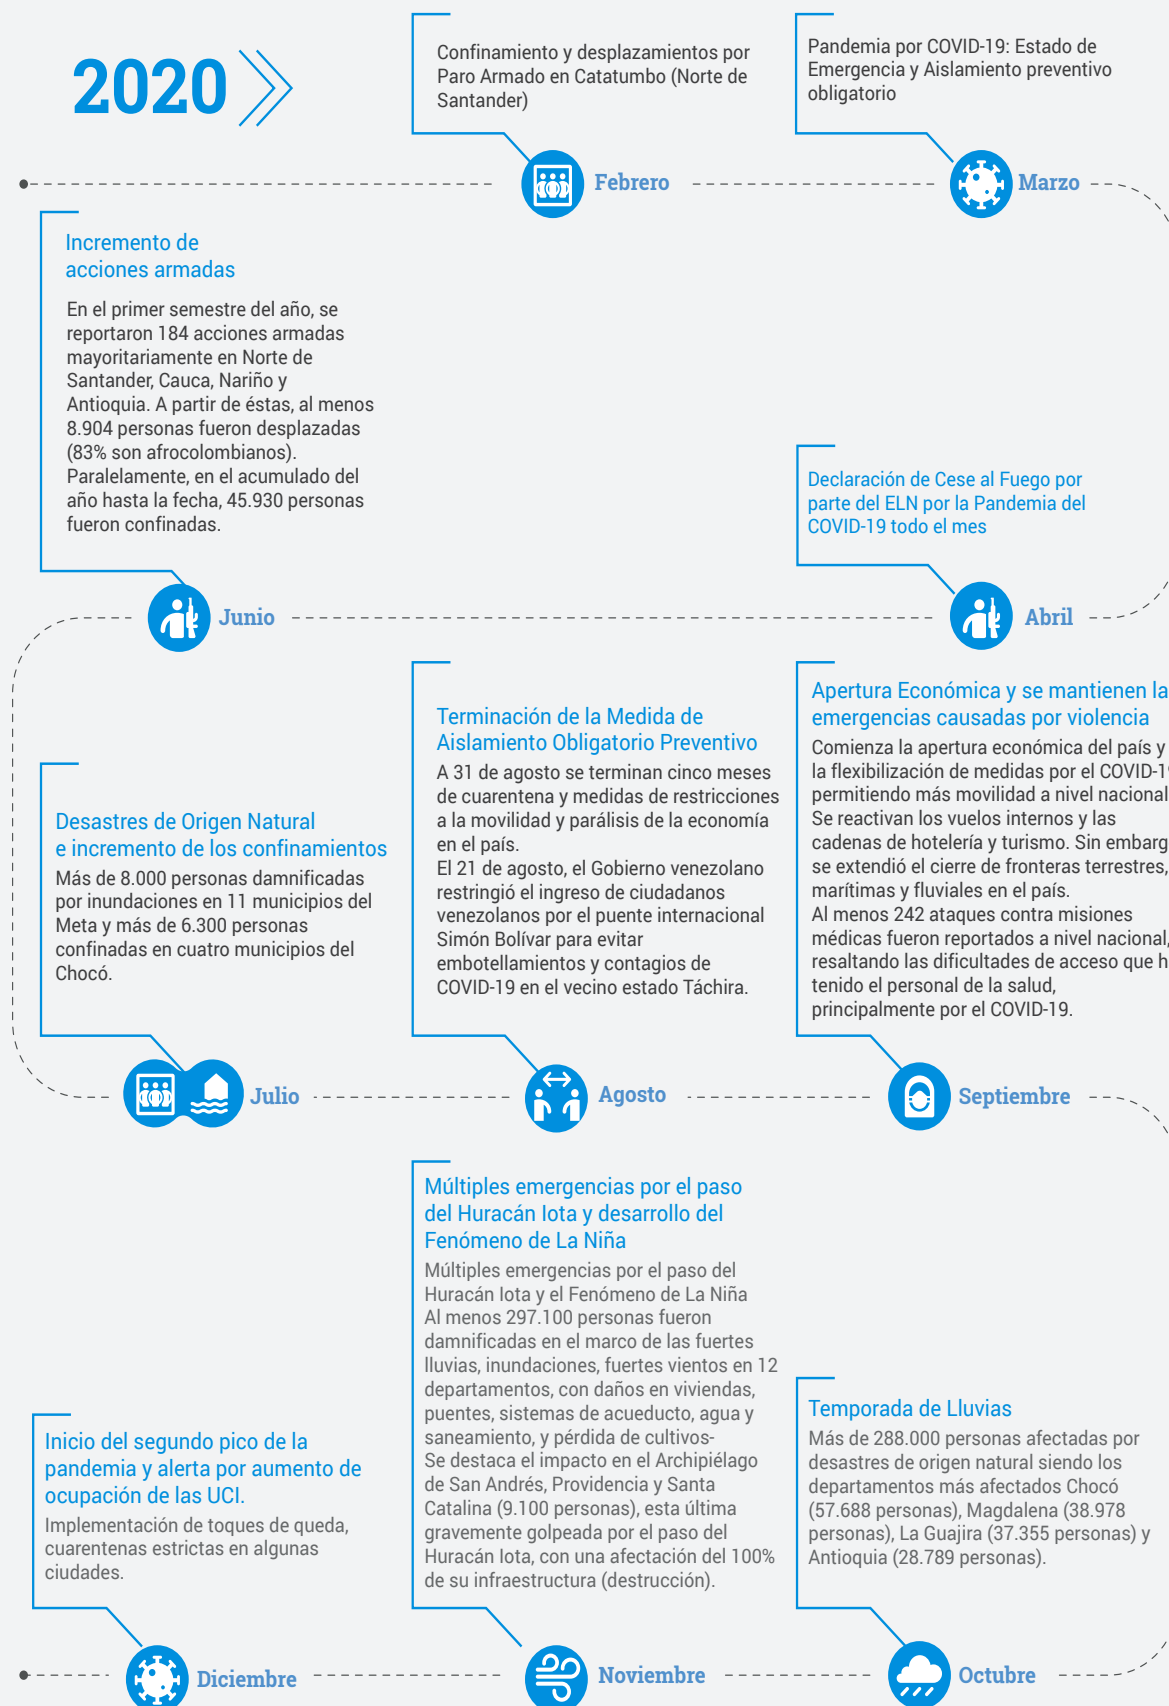 2020
Confinamiento y desplazamientos por
Paro Armado en Catatumbo (Norte de
Santander)
Febrero
Pandemia por COVID-19: Estado de
Emergencia y Aislamiento preventivo
obligatorio
Marzo
Declaración de Cese al Fuego por
parte del ELN por la Pandemia del
COVID-19 todo el mes
Abril
Incremento de
acciones armadas
En el primer semestre del año, se
reportaron 184 acciones armadas
mayoritariamente en Norte de
Santander, Cauca, Nariño y
Antioquia. A partir de éstas, al menos
8.904 personas fueron desplazadas
(83% son afrocolombianos).
Paralelamente, en el acumulado del
año hasta la fecha, 45.930 personas
fueron confinadas.
Junio
Desastres de Origen Natural
e incremento de los confinamientos
Más de 8.000 personas damnificadas
por inundaciones en 11 municipios del
Meta y más de 6.300 personas
confinadas en cuatro municipios del
Chocó.
Julio
Terminación de la Medida de
Aislamiento Obligatorio Preventivo
A 31 de agosto se terminan cinco meses
de cuarentena y medidas de restricciones
a la movilidad y parálisis de la economía
en el país.
El 21 de agosto, el Gobierno venezolano
restringió el ingreso de ciudadanos
venezolanos por el puente internacional
Simón Bolívar para evitar
embotellamientos y contagios de
COVID-19 en el vecino estado Táchira.
Agosto
Apertura Económica y se mantienen la
emergencias causadas por violencia
Comienza la apertura económica del país y
la flexibilización de medidas por el COVID-1
permitiendo más movilidad a nivel nacional
Se reactivan los vuelos internos y las
cadenas de hotelería y turismo. Sin embarg
se extendió el cierre de fronteras terrestres,
marítimas y fluviales en el país.
Al menos 242 ataques contra misiones
médicas fueron reportados a nivel nacional,
resaltando las dificultades de acceso que h
tenido el personal de la salud,
principalmente por el COVID-19.
Septiembre
Temporada de Lluvias
Más de 288.000 personas afectadas por
desastres de origen natural siendo los
departamentos más afectados Chocó
(57.688 personas), Magdalena (38.978
personas), La Guajira (37.355 personas) y
Antioquia (28.789 personas).
Octubre
Múltiples emergencias por el paso
del Huracán Iota y desarrollo del
Fenómeno de La Niña
Múltiples emergencias por el paso del
Huracán Iota y el Fenómeno de La Niña
Al menos 297.100 personas fueron
damnificadas en el marco de las fuertes
lluvias, inundaciones, fuertes vientos en 12
departamentos, con daños en viviendas,
puentes, sistemas de acueducto, agua y
saneamiento, y pérdida de cultivos-
Se destaca el impacto en el Archipiélago
de San Andrés, Providencia y Santa
Catalina (9.100 personas), esta última
gravemente golpeada por el paso del
Huracán Iota, con una afectación del 100%
de su infraestructura (destrucción).
Noviembre
Inicio del segundo pico de la
pandemia y alerta por aumento de
ocupación de las UCI.
Implementación de toques de queda,
cuarentenas estrictas en algunas
ciudades.
Diciembre